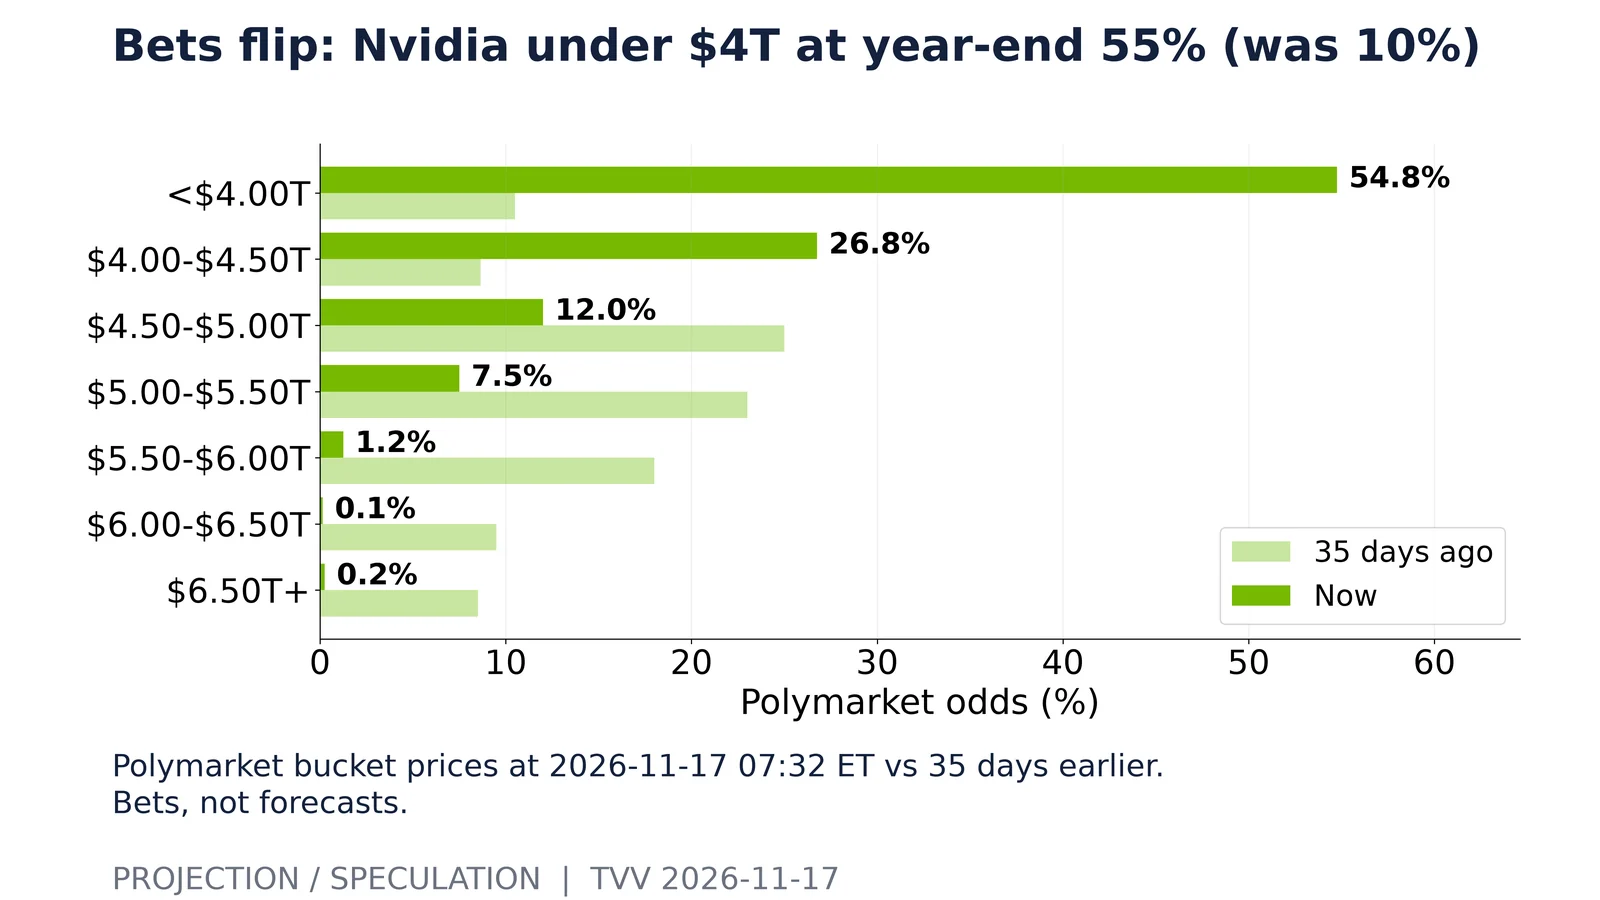 Bets flip: Nvidia under $4T at year-end 55% (was 10%)
<$4.00T
54.8%
$4.00-$4.50T
26.8%
$4.50-$5.00T
12.0%
$5.00-$5.50T
7.5%
$5.50-$6.00T
1.2%
$6.00-$6.50T
0.1%
$6.50T+
0.2%
35 days ago
Now
0 10 20 30 40 50 60
Polymarket odds (%)
Polymarket bucket prices at 2026-11-17 07:32 ET vs 35 days earlier.
Bets, not forecasts.
PROJECTION / SPECULATION | TVV 2026-11-17